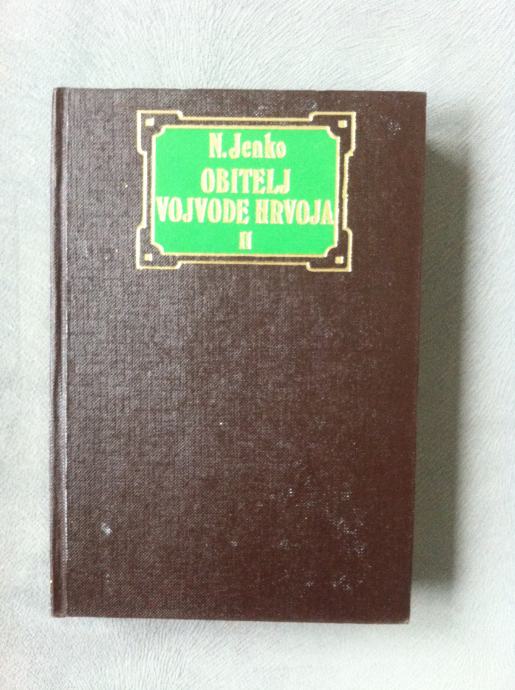 N. Jenko
OBITELJ
VOJVODE HRVOJA
II